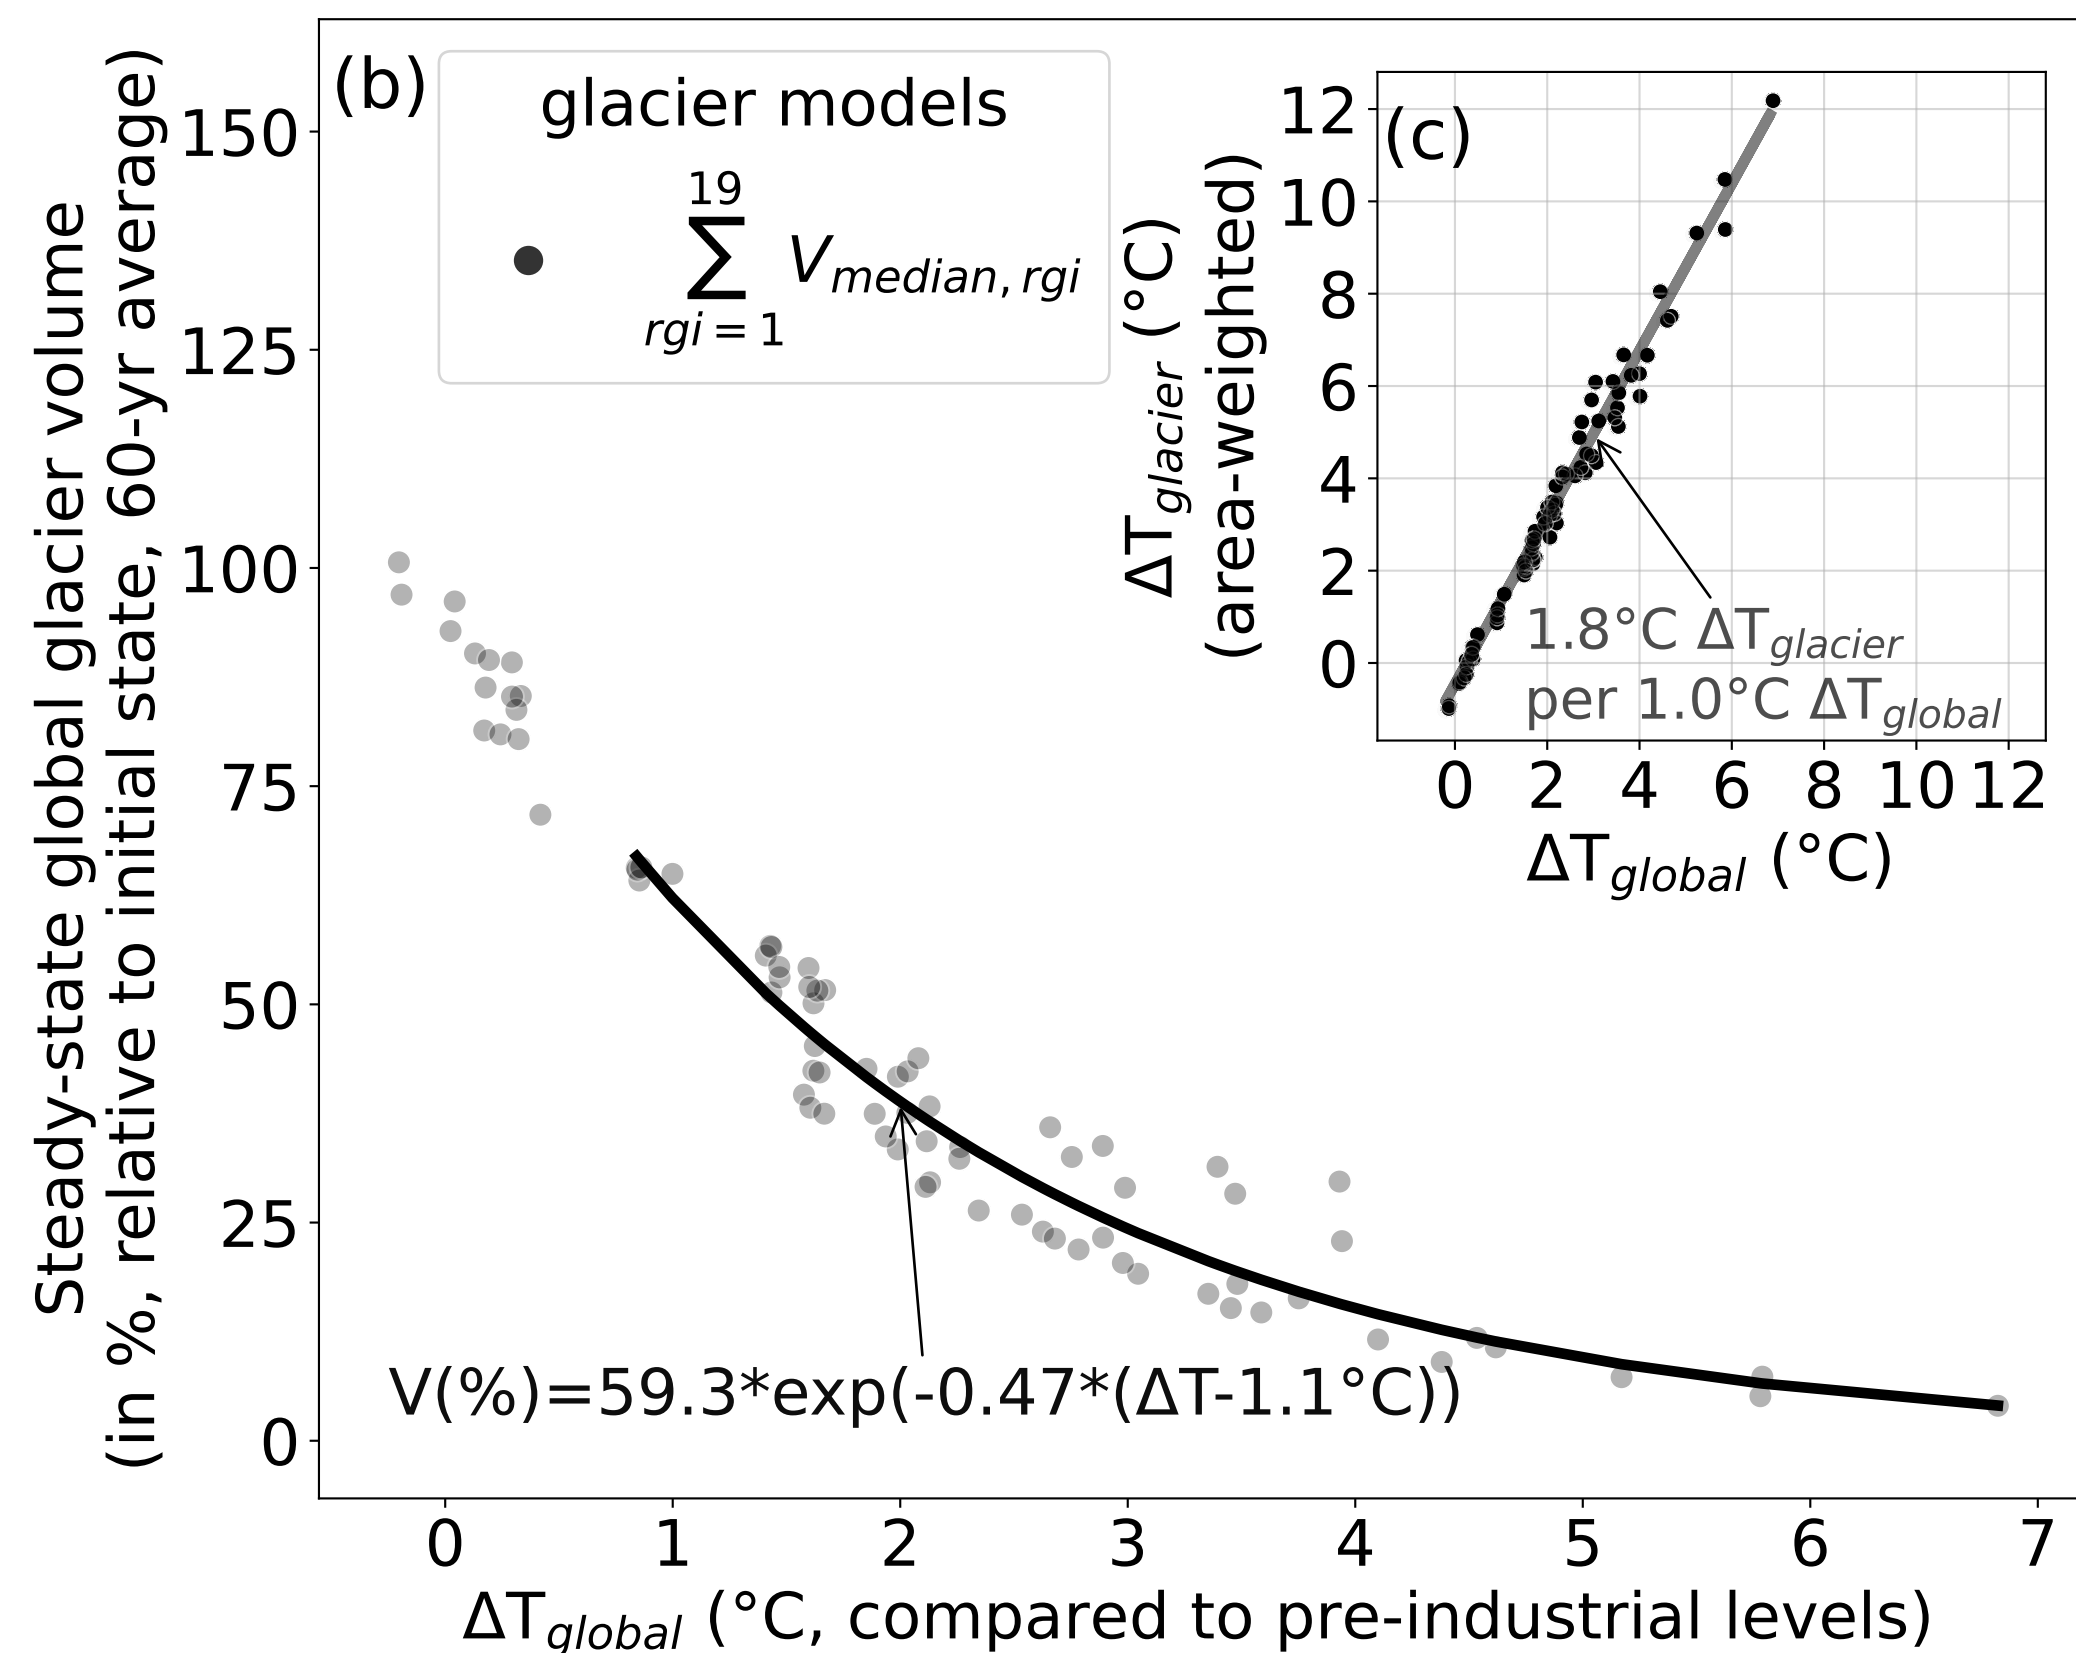 Steady-state global glacier volume
(in %, relative to initial state, 60-yr average)
150
125
100
75
50
25
0
(b)
glacier models
19
∑ V_median, rgi
rgi = 1
ΔT_glacier (°C)
(area-weighted)
12
10
8
6
4
2
0
(c)
1.8°C ΔT_glacier
per 1.0°C ΔT_global
0 2 4 6 8 10 12
ΔT_global (°C)
V(%)=59.3*exp(-0.47*(ΔT-1.1°C))
0 1 2 3 4 5 6 7
ΔT_global (°C, compared to pre-industrial levels)